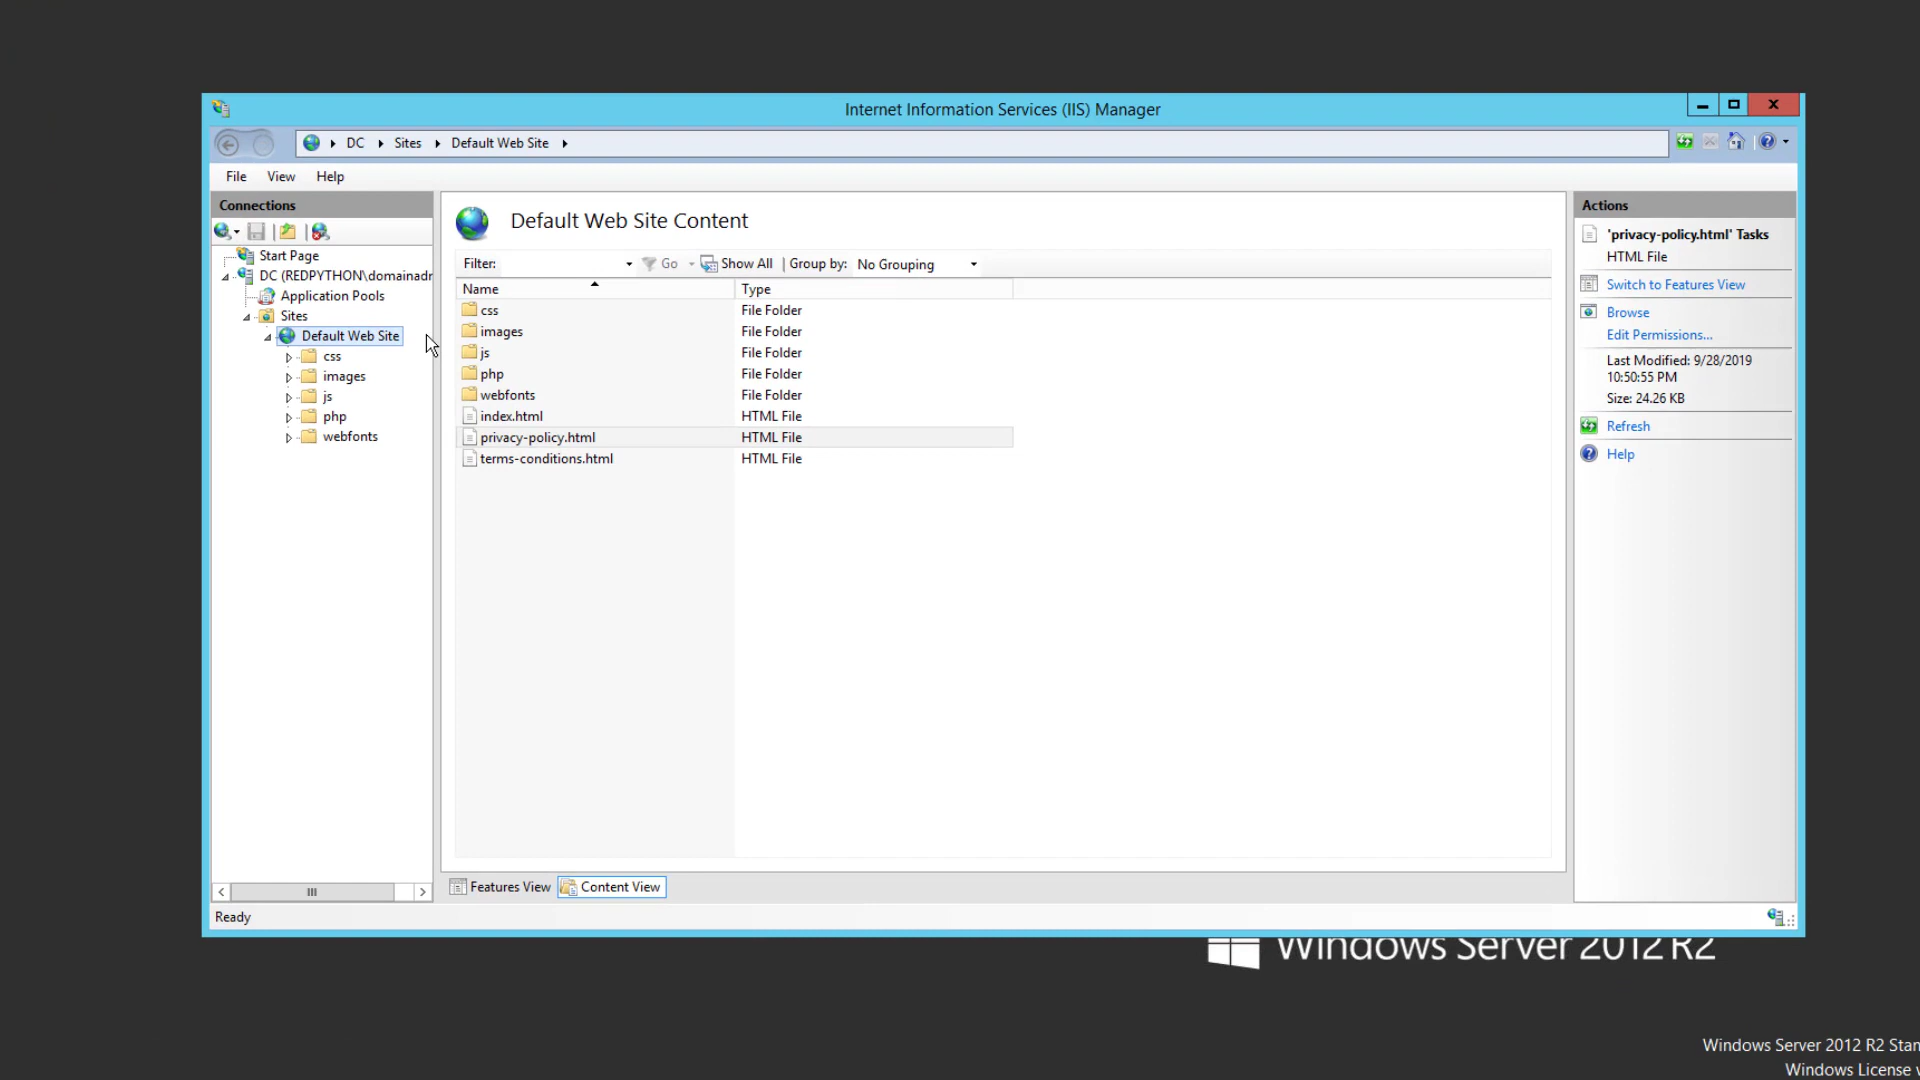 Internet Information Services (IIS) Manager
DC Sites Default Web Site
File View Help
Connections
Start Page
DC (REDPYTHON\domainadr
Application Pools
Sites
Default Web Site
css
images
js
php
webfonts
Default Web Site Content
Filter: Go Show All Group by: No Grouping
Name Type
css File Folder
images File Folder
js File Folder
php File Folder
webfonts File Folder
index.html HTML File
privacy-policy.html HTML File
terms-conditions.html HTML File
Features View Content View
Actions
'privacy-policy.html' Tasks
HTML File
Switch to Features View
Browse
Edit Permissions...
Last Modified: 9/28/2019
10:50:55 PM
Size: 24.26 KB
Refresh
Help
Ready
Windows Server 2012 R2
Windows Server 2012 R2 Stan
Windows License